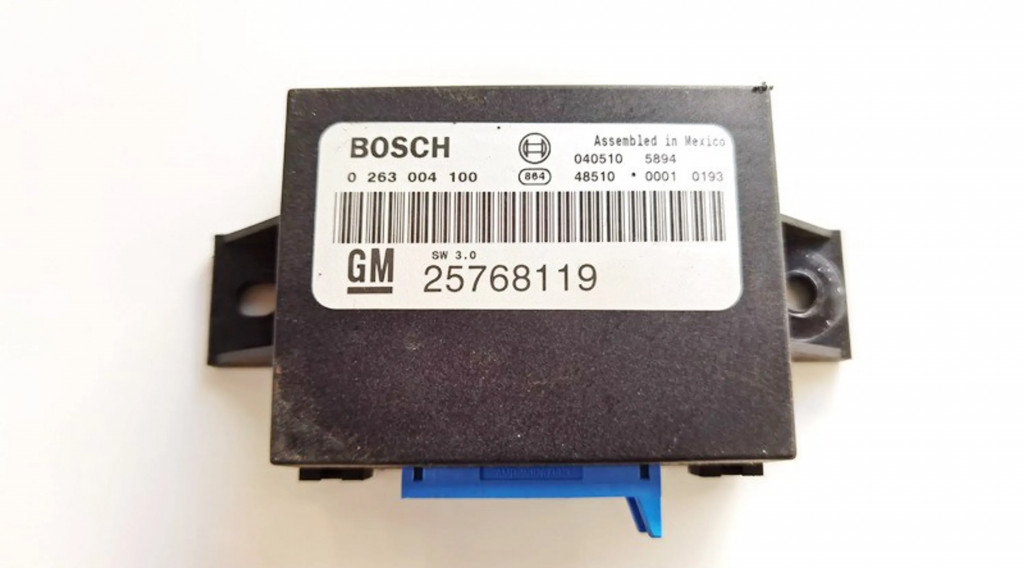 BOSCH
Assembled in Mexico
040510 5894
0 263 004 100
864
48510 * 0001 0193
GM
SW 3.0
25768119